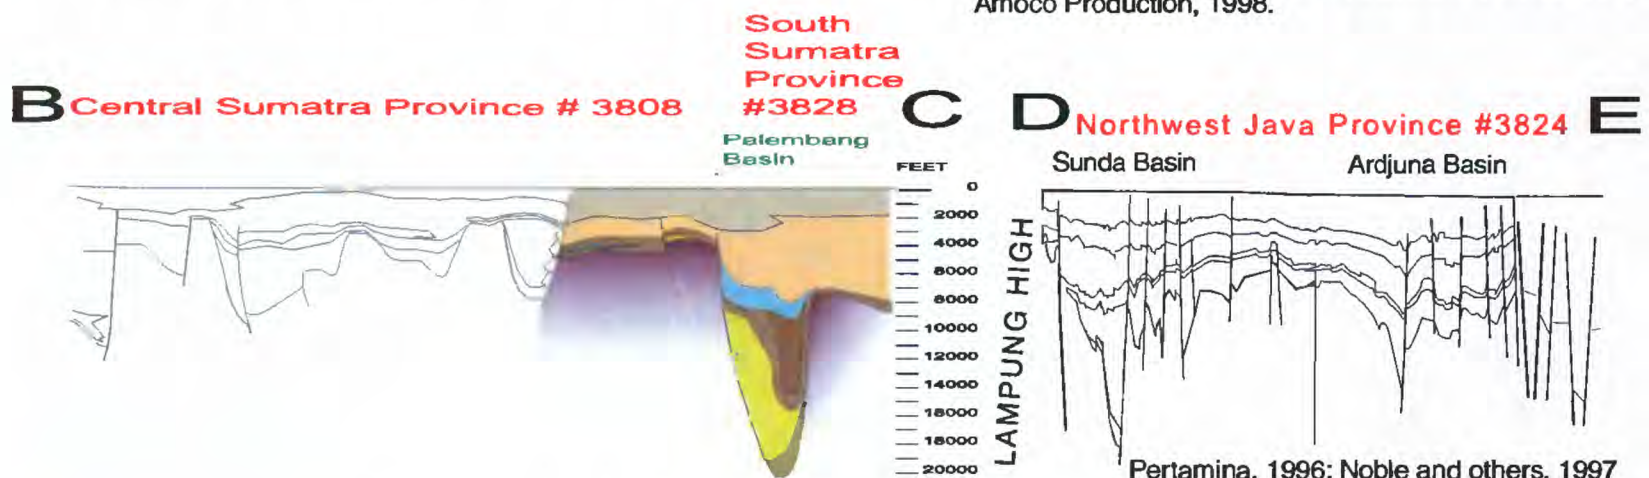 Amoco Production, 1998.
South
Sumatra
Province
#3828
B Central Sumatra Province # 3808
C
D Northwest Java Province #3824 E
Palembang
Basin
Sunda Basin
Ardjuna Basin
FEET
0
2000
4000
6000
8000
10000
12000
14000
16000
18000
20000
LAMPUNG HIGH
Pertamina, 1996; Noble and others, 1997